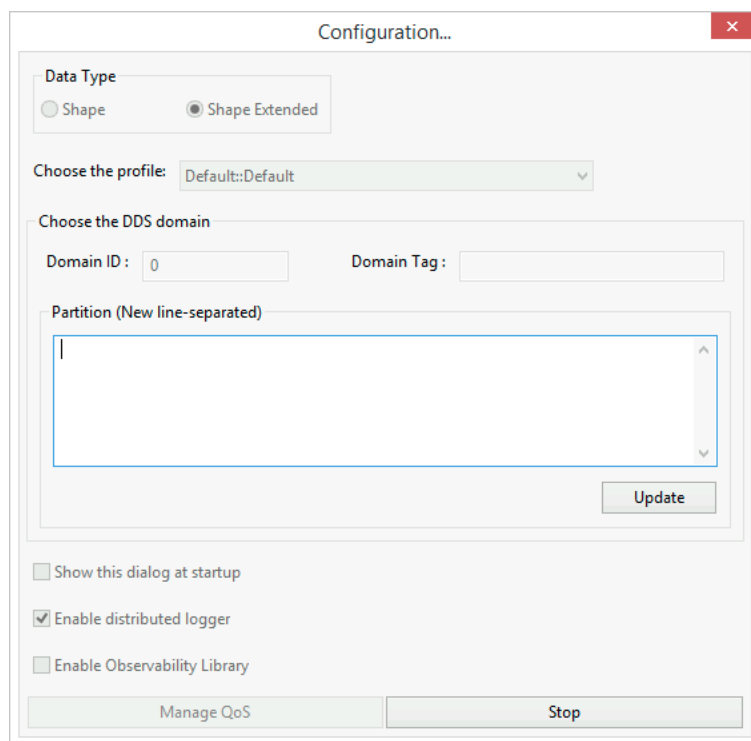 Configuration...
Data Type
Shape
Shape Extended
Choose the profile:
Default::Default
Choose the DDS domain
Domain ID :
0
Domain Tag :
Partition (New line-separated)
Update
Show this dialog at startup
Enable distributed logger
Enable Observability Library
Manage QoS
Stop